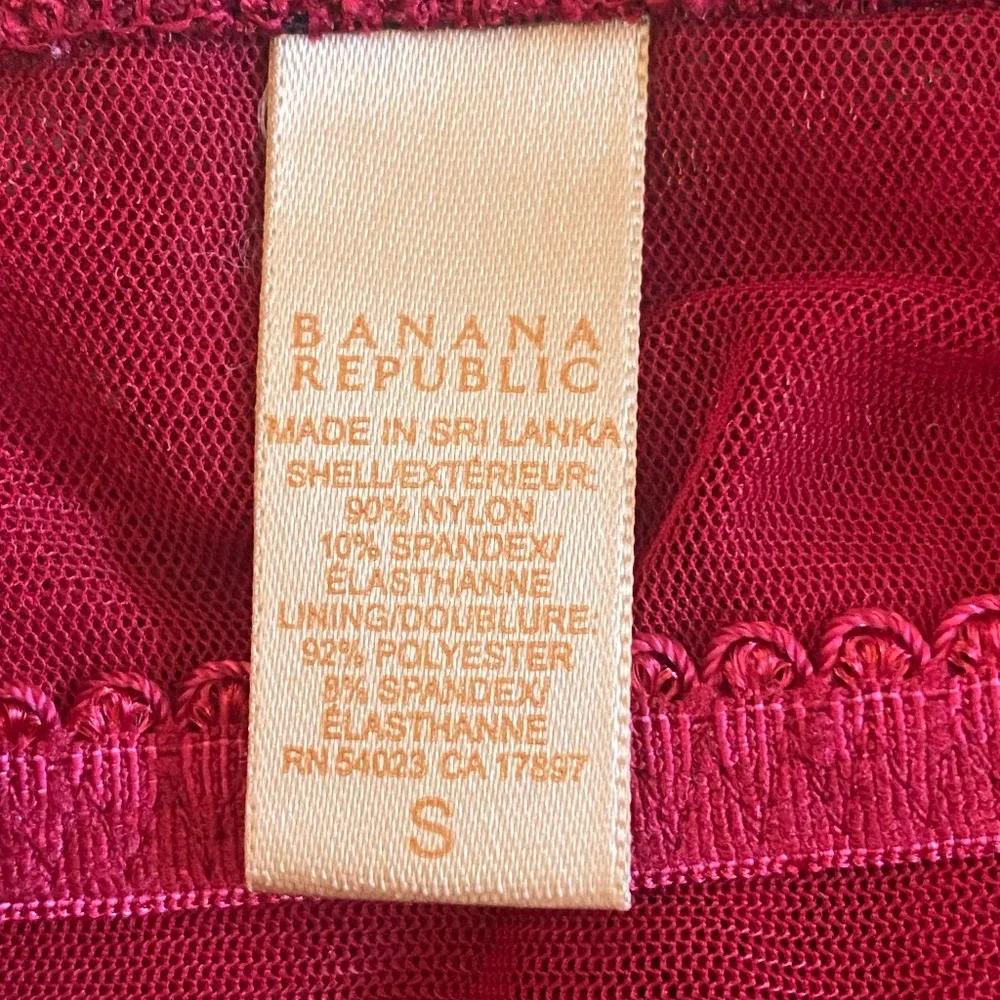 BANANA
REPUBLIC
MADE IN SRI LANKA
SHELL/EXTÉRIEUR:
90% NYLON
10% SPANDEX/
ÉLASTHANNE
LINING/DOUBLURE:
92% POLYESTER
8% SPANDEX/
ÉLASTHANNE
RN 54023 CA 17897
S